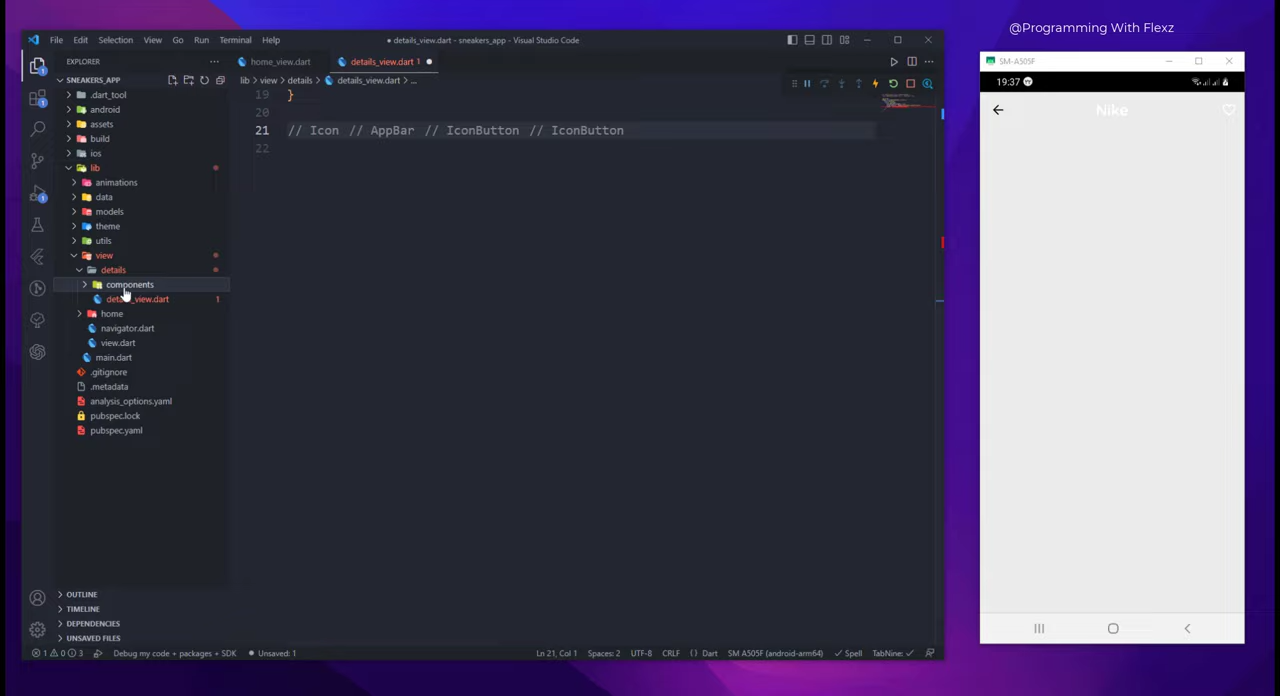 @Programming With Flexz
File Edit Selection View Go Run Terminal Help
● details_view.dart - sneakers_app - Visual Studio Code
EXPLORER
home_view.dart
details_view.dart 1
SNEAKERS_APP
lib > view > details > details_view.dart > ...
.dart_tool
android
assets
build
ios
lib
animations
data
models
theme
utils
view
details
components
details_view.dart 1
home
navigator.dart
view.dart
main.dart
.gitignore
.metadata
analysis_options.yaml
pubspec.lock
pubspec.yaml
OUTLINE
TIMELINE
DEPENDENCIES
UNSAVED FILES
19 }
20
21 // Icon // AppBar // IconButton // IconButton
22
1 0 3 Debug my code + packages + SDK Unsaved: 1 Ln 21, Col 1 Spaces: 2 UTF-8 CRLF { } Dart SM A505F (android-arm64) Spell TabNine:
SM-A505F
19:37
Nike